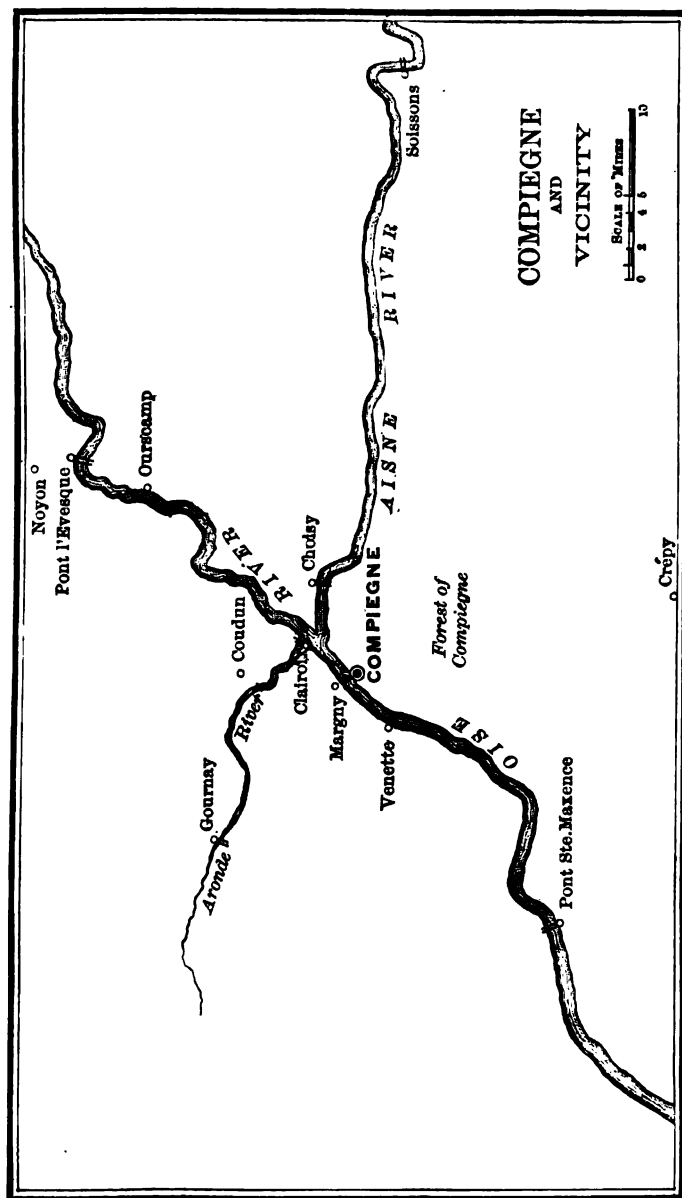 COMPIEGNE
AND
VICINITY
SCALE OF MILES
0 2 4 5 10
Noyon
Pont l'Evesque
Ourscamp
RIVER
Coudun
Clairoix
Choisy
AISNE RIVER
Soissons
Gournay
Aronde River
Margny
COMPIEGNE
Venette
Forest of
Compiegne
OISE
Crépy
Pont Ste. Maxence